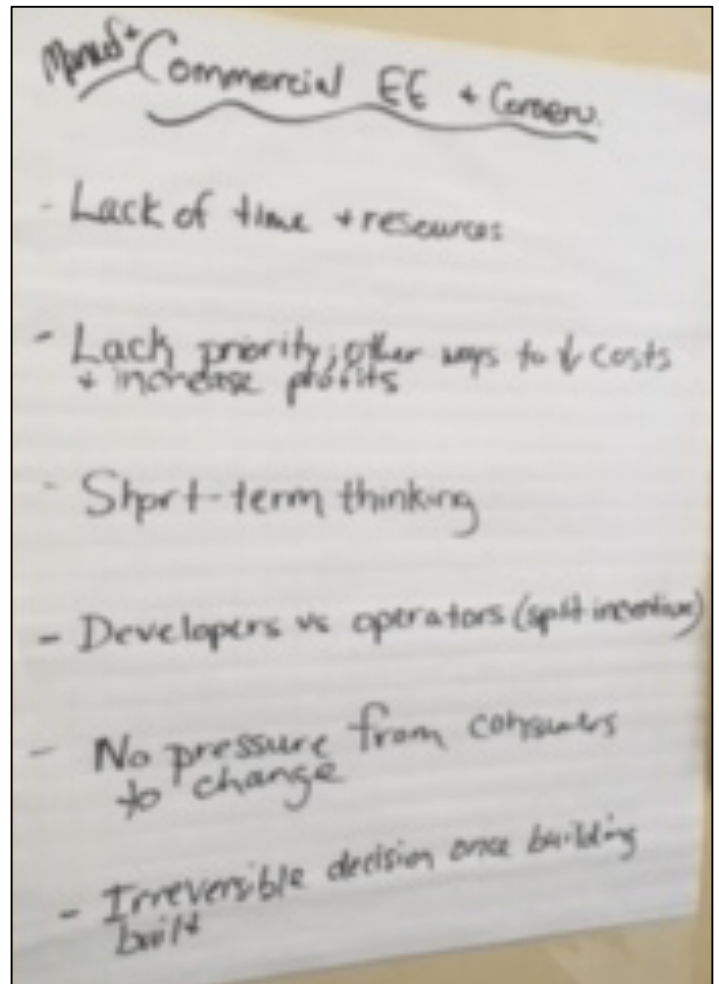 Commercial EE + Conserv.
- Lack of time + resources
- Lack priority; other ways to ↓ costs
+ increase profits
- Short-term thinking
- Developers vs operators (split incentive)
- No pressure from consumers
to change
- Irreversible decision once building
built